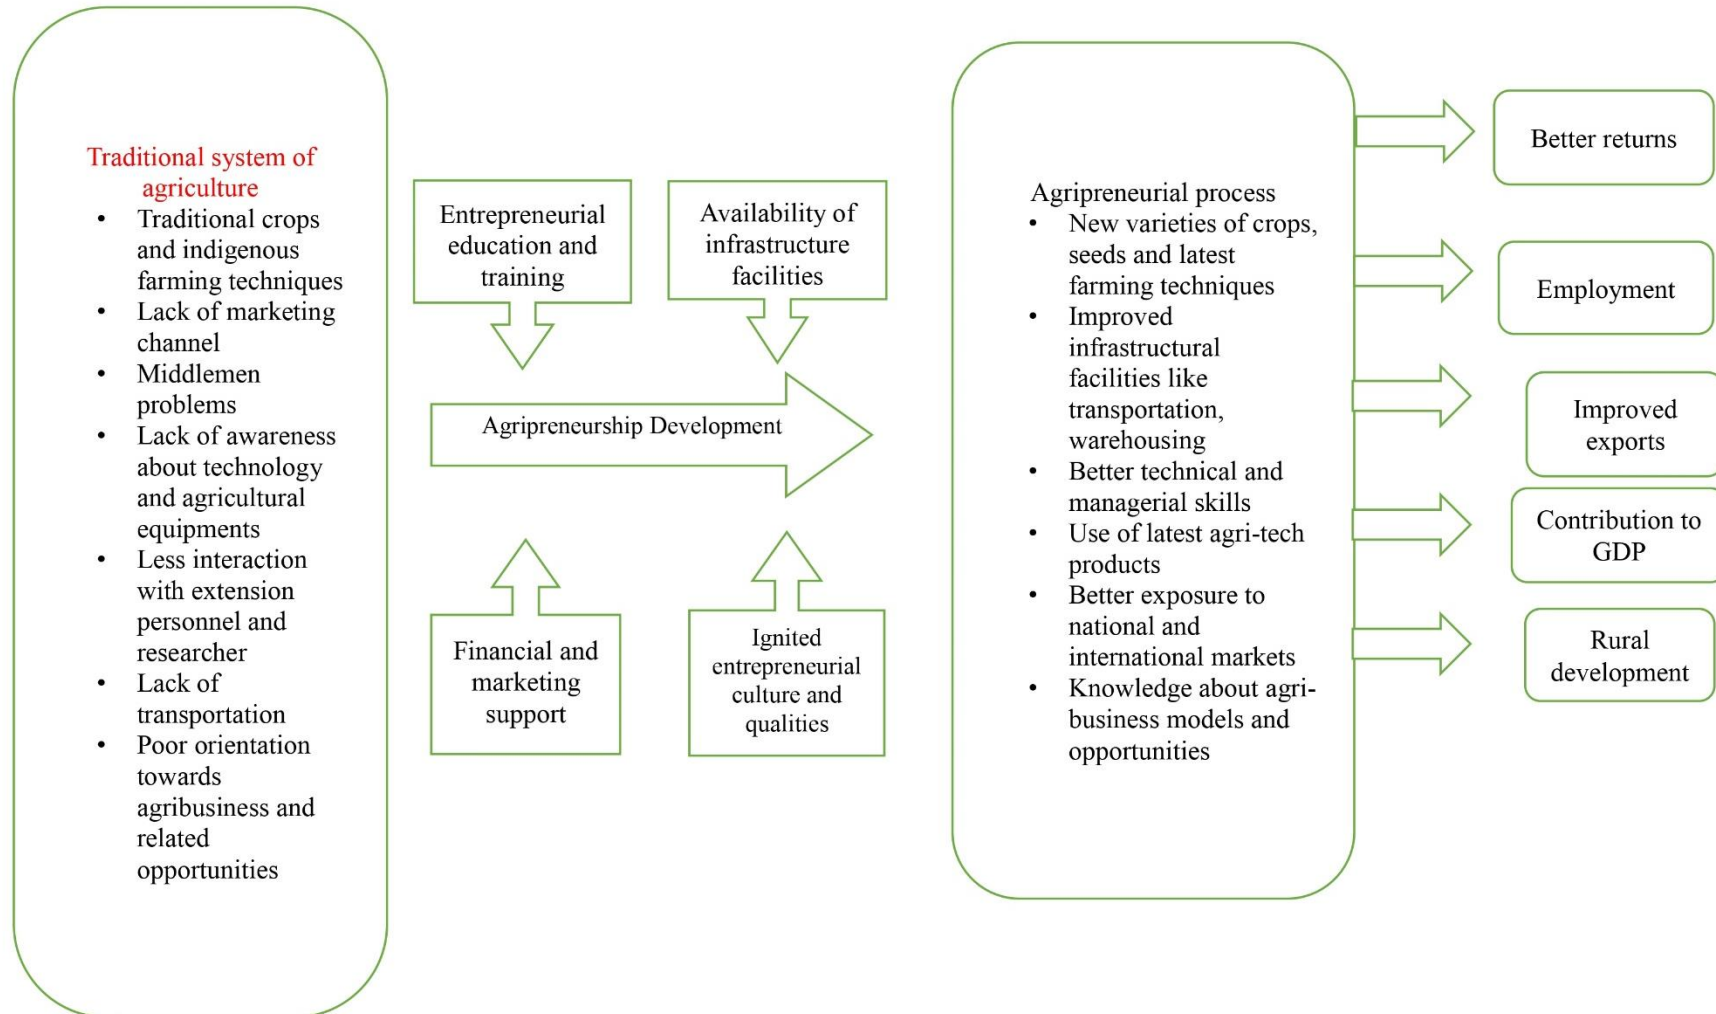 Traditional system of
agriculture
• Traditional crops
and indigenous
farming techniques
• Lack of marketing
channel
• Middlemen
problems
• Lack of awareness
about technology
and agricultural
equipments
• Less interaction
with extension
personnel and
researcher
• Lack of
transportation
• Poor orientation
towards
agribusiness and
related
opportunities
Entrepreneurial
education and
training
Availability of
infrastructure
facilities
Agripreneurship Development
Financial and
marketing
support
Ignited
entrepreneurial
culture and
qualities
Agripreneurial process
• New varieties of crops,
seeds and latest
farming techniques
• Improved
infrastructural
facilities like
transportation,
warehousing
• Better technical and
managerial skills
• Use of latest agri-tech
products
• Better exposure to
national and
international markets
• Knowledge about agri-
business models and
opportunities
Better returns
Employment
Improved
exports
Contribution to
GDP
Rural
development